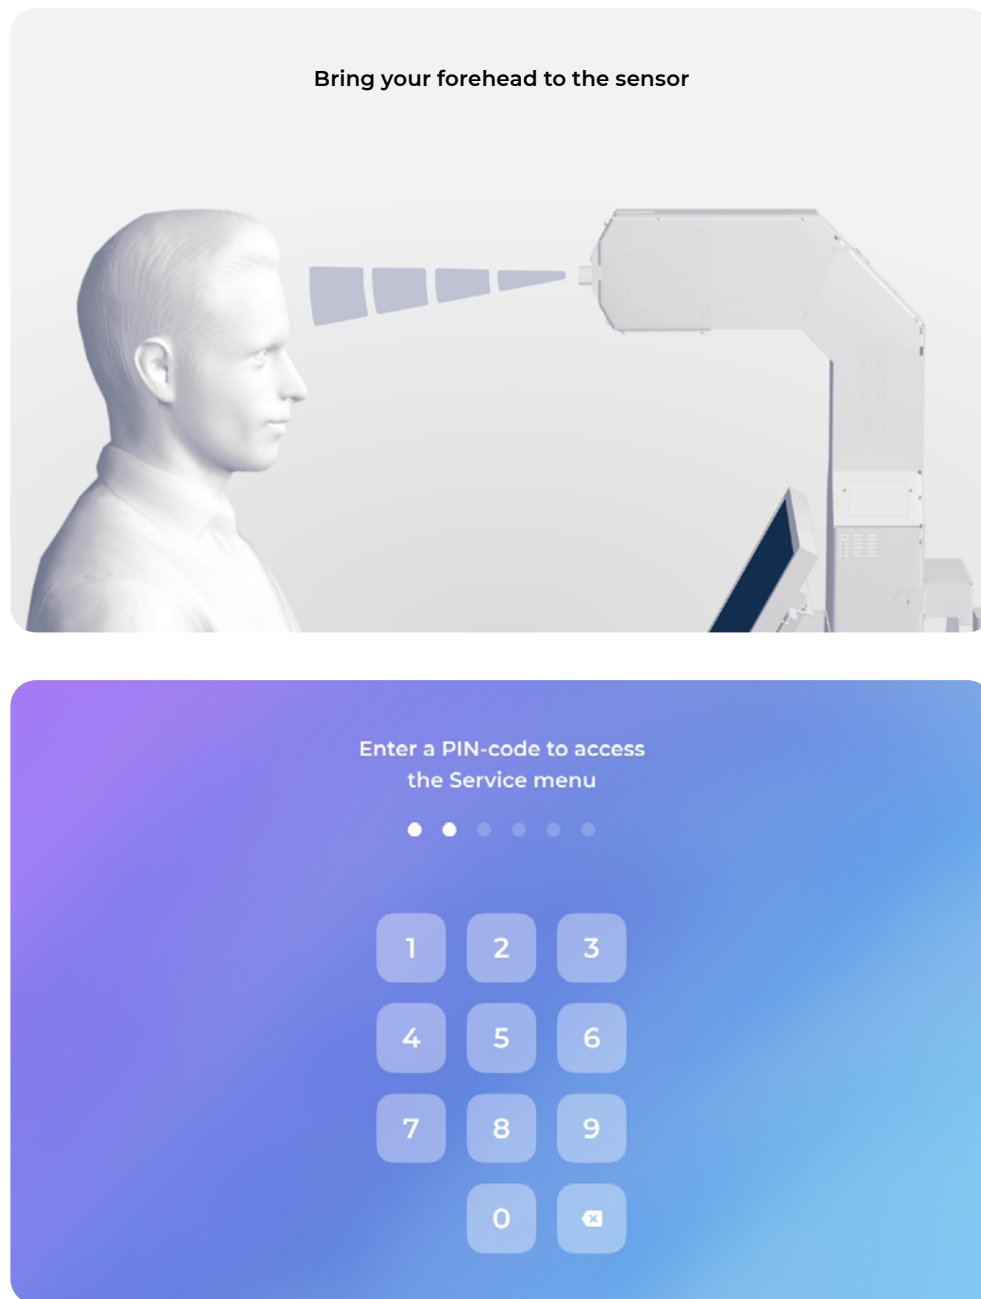 Bring your forehead to the sensor
Enter a PIN-code to access
the Service menu
1 2 3
4 5 6
7 8 9
0